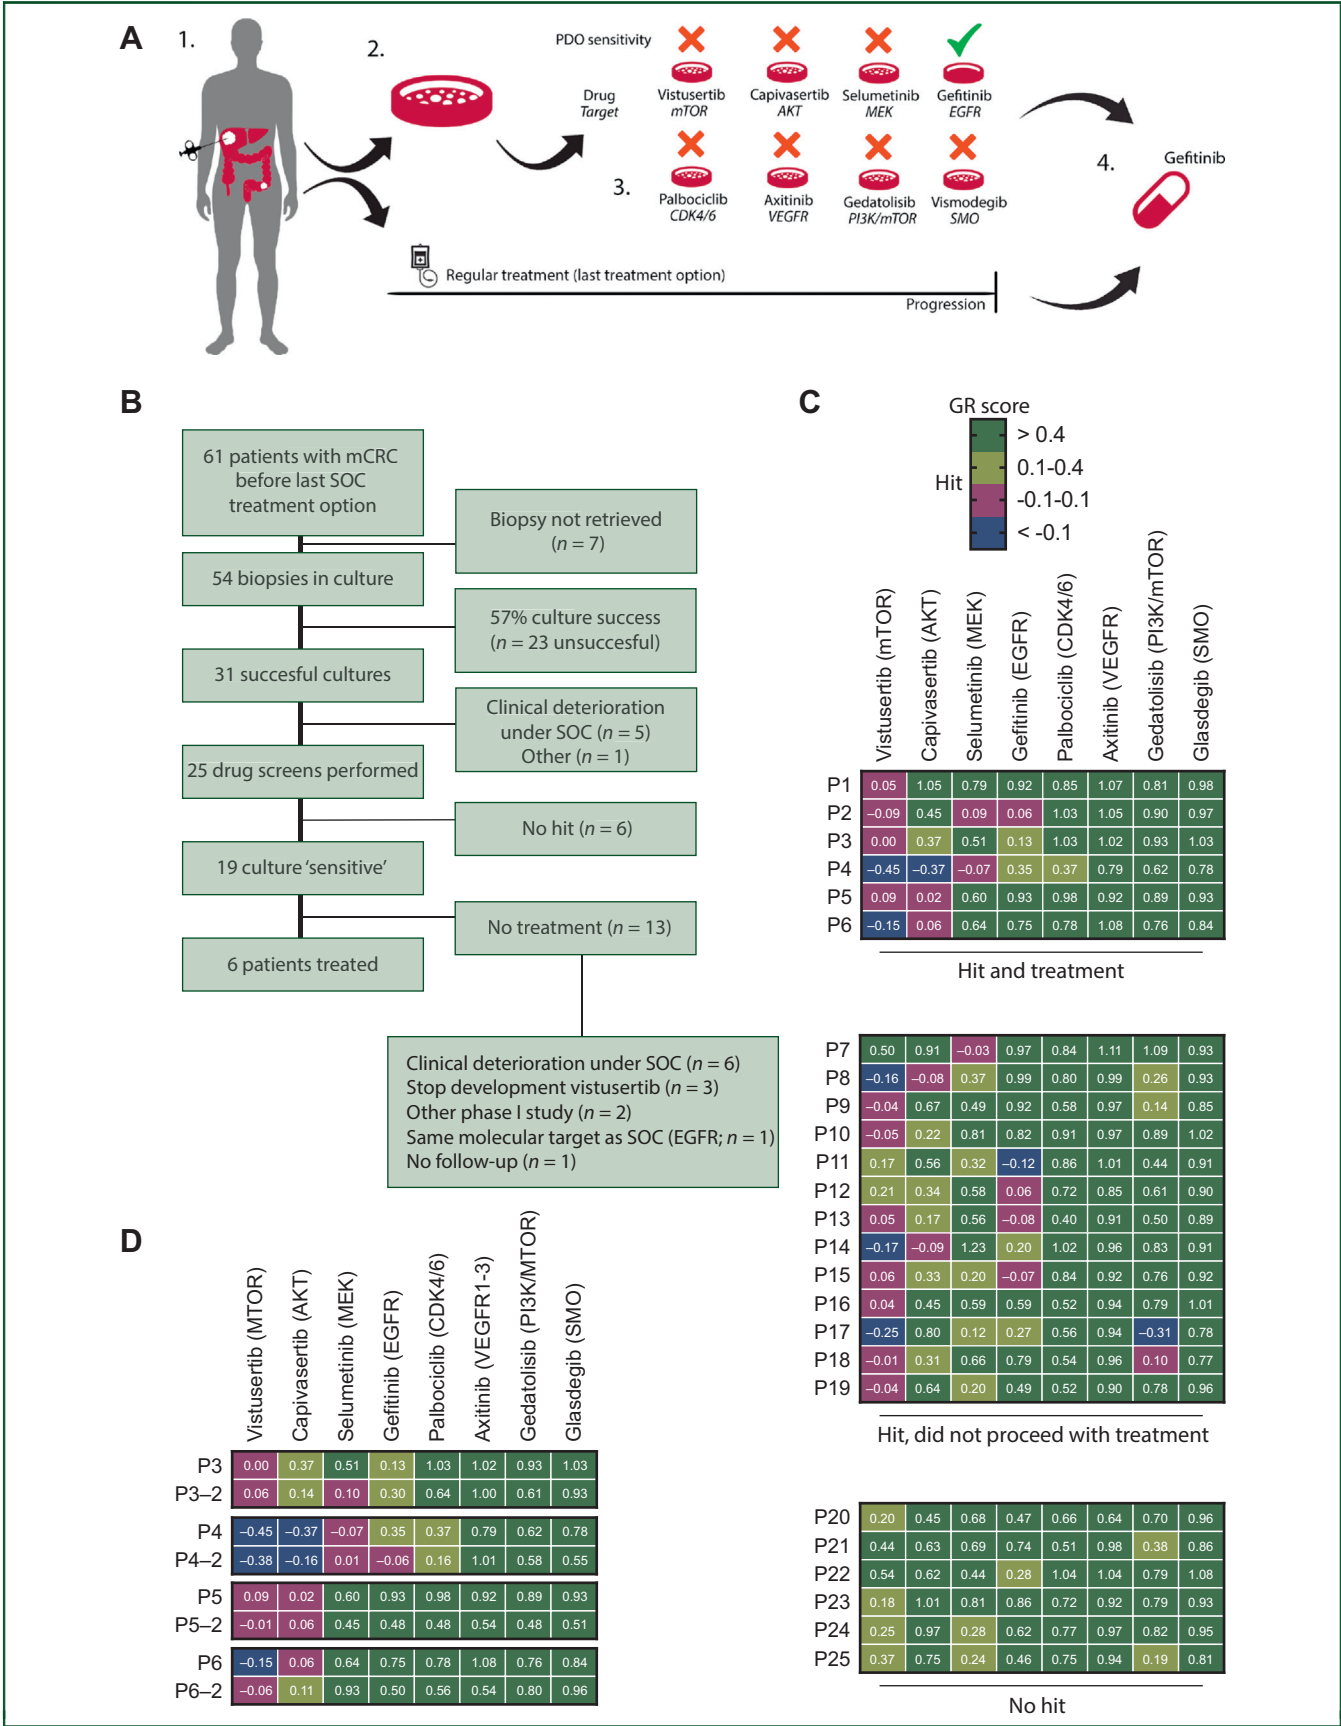 A
1.
2.
PDO sensitivity
Drug
Target
Vistusertib
mTOR
Capivasertib
AKT
Selumetinib
MEK
Gefitinib
EGFR
3.
Palbociclib
CDK4/6
Axitinib
VEGFR
Gedatolisib
PI3K/mTOR
Vismodegib
SMO
4.
Gefitinib
Regular treatment (last treatment option)
Progression
B
61 patients with mCRC
before last SOC
treatment option
Biopsy not retrieved
(n = 7)
54 biopsies in culture
57% culture success
(n = 23 unsuccesful)
31 succesful cultures
Clinical deterioration
under SOC (n = 5)
Other (n = 1)
25 drug screens performed
No hit (n = 6)
19 culture ‘sensitive’
No treatment (n = 13)
6 patients treated
Clinical deterioration under SOC (n = 6)
Stop development vistusertib (n = 3)
Other phase I study (n = 2)
Same molecular target as SOC (EGFR; n = 1)
No follow-up (n = 1)
C
GR score
Hit
> 0.4
0.1-0.4
-0.1-0.1
< -0.1
Vistusertib (mTOR)
Capivasertib (AKT)
Selumetinib (MEK)
Gefitinib (EGFR)
Palbociclib (CDK4/6)
Axitinib (VEGFR)
Gedatolisib (PI3K/mTOR)
Glasdegib (SMO)
P1 0.05 1.05 0.79 0.92 0.85 1.07 0.81 0.98
P2 –0.09 0.45 0.09 0.06 1.03 1.05 0.90 0.97
P3 0.00 0.37 0.51 0.13 1.03 1.02 0.93 1.03
P4 –0.45 –0.37 –0.07 0.35 0.37 0.79 0.62 0.78
P5 0.09 0.02 0.60 0.93 0.98 0.92 0.89 0.93
P6 –0.15 0.06 0.64 0.75 0.78 1.08 0.76 0.84
Hit and treatment
P7 0.50 0.91 –0.03 0.97 0.84 1.11 1.09 0.93
P8 –0.16 –0.08 0.37 0.99 0.80 0.99 0.26 0.93
P9 –0.04 0.67 0.49 0.92 0.58 0.97 0.14 0.85
P10 –0.05 0.22 0.81 0.82 0.91 0.97 0.89 1.02
P11 0.17 0.56 0.32 –0.12 0.86 1.01 0.44 0.91
P12 0.21 0.34 0.58 0.06 0.72 0.85 0.61 0.90
P13 0.05 0.17 0.56 –0.08 0.40 0.91 0.50 0.89
P14 –0.17 –0.09 1.23 0.20 1.02 0.96 0.83 0.91
P15 0.06 0.33 0.20 –0.07 0.84 0.92 0.76 0.92
P16 0.04 0.45 0.59 0.59 0.52 0.94 0.79 1.01
P17 –0.25 0.80 0.12 0.27 0.56 0.94 –0.31 0.78
P18 –0.01 0.31 0.66 0.79 0.54 0.96 0.10 0.77
P19 –0.04 0.64 0.20 0.49 0.52 0.90 0.78 0.96
Hit, did not proceed with treatment
P20 0.20 0.45 0.68 0.47 0.66 0.64 0.70 0.96
P21 0.44 0.63 0.69 0.74 0.51 0.98 0.38 0.86
P22 0.54 0.62 0.44 0.28 1.04 1.04 0.79 1.08
P23 0.18 1.01 0.81 0.86 0.72 0.92 0.79 0.93
P24 0.25 0.97 0.28 0.62 0.77 0.97 0.82 0.95
P25 0.37 0.75 0.24 0.46 0.75 0.94 0.19 0.81
No hit
D
Vistusertib (MTOR)
Capivasertib (AKT)
Selumetinib (MEK)
Gefitinib (EGFR)
Palbociclib (CDK4/6)
Axitinib (VEGFR1-3)
Gedatolisib (PI3K/MTOR)
Glasdegib (SMO)
P3 0.00 0.37 0.51 0.13 1.03 1.02 0.93 1.03
P3–2 0.06 0.14 0.10 0.30 0.64 1.00 0.61 0.93
P4 –0.45 –0.37 –0.07 0.35 0.37 0.79 0.62 0.78
P4–2 –0.38 –0.16 0.01 –0.06 0.16 1.01 0.58 0.55
P5 0.09 0.02 0.60 0.93 0.98 0.92 0.89 0.93
P5–2 –0.01 0.06 0.45 0.48 0.48 0.54 0.48 0.51
P6 –0.15 0.06 0.64 0.75 0.78 1.08 0.76 0.84
P6–2 –0.06 0.11 0.93 0.50 0.56 0.54 0.80 0.96